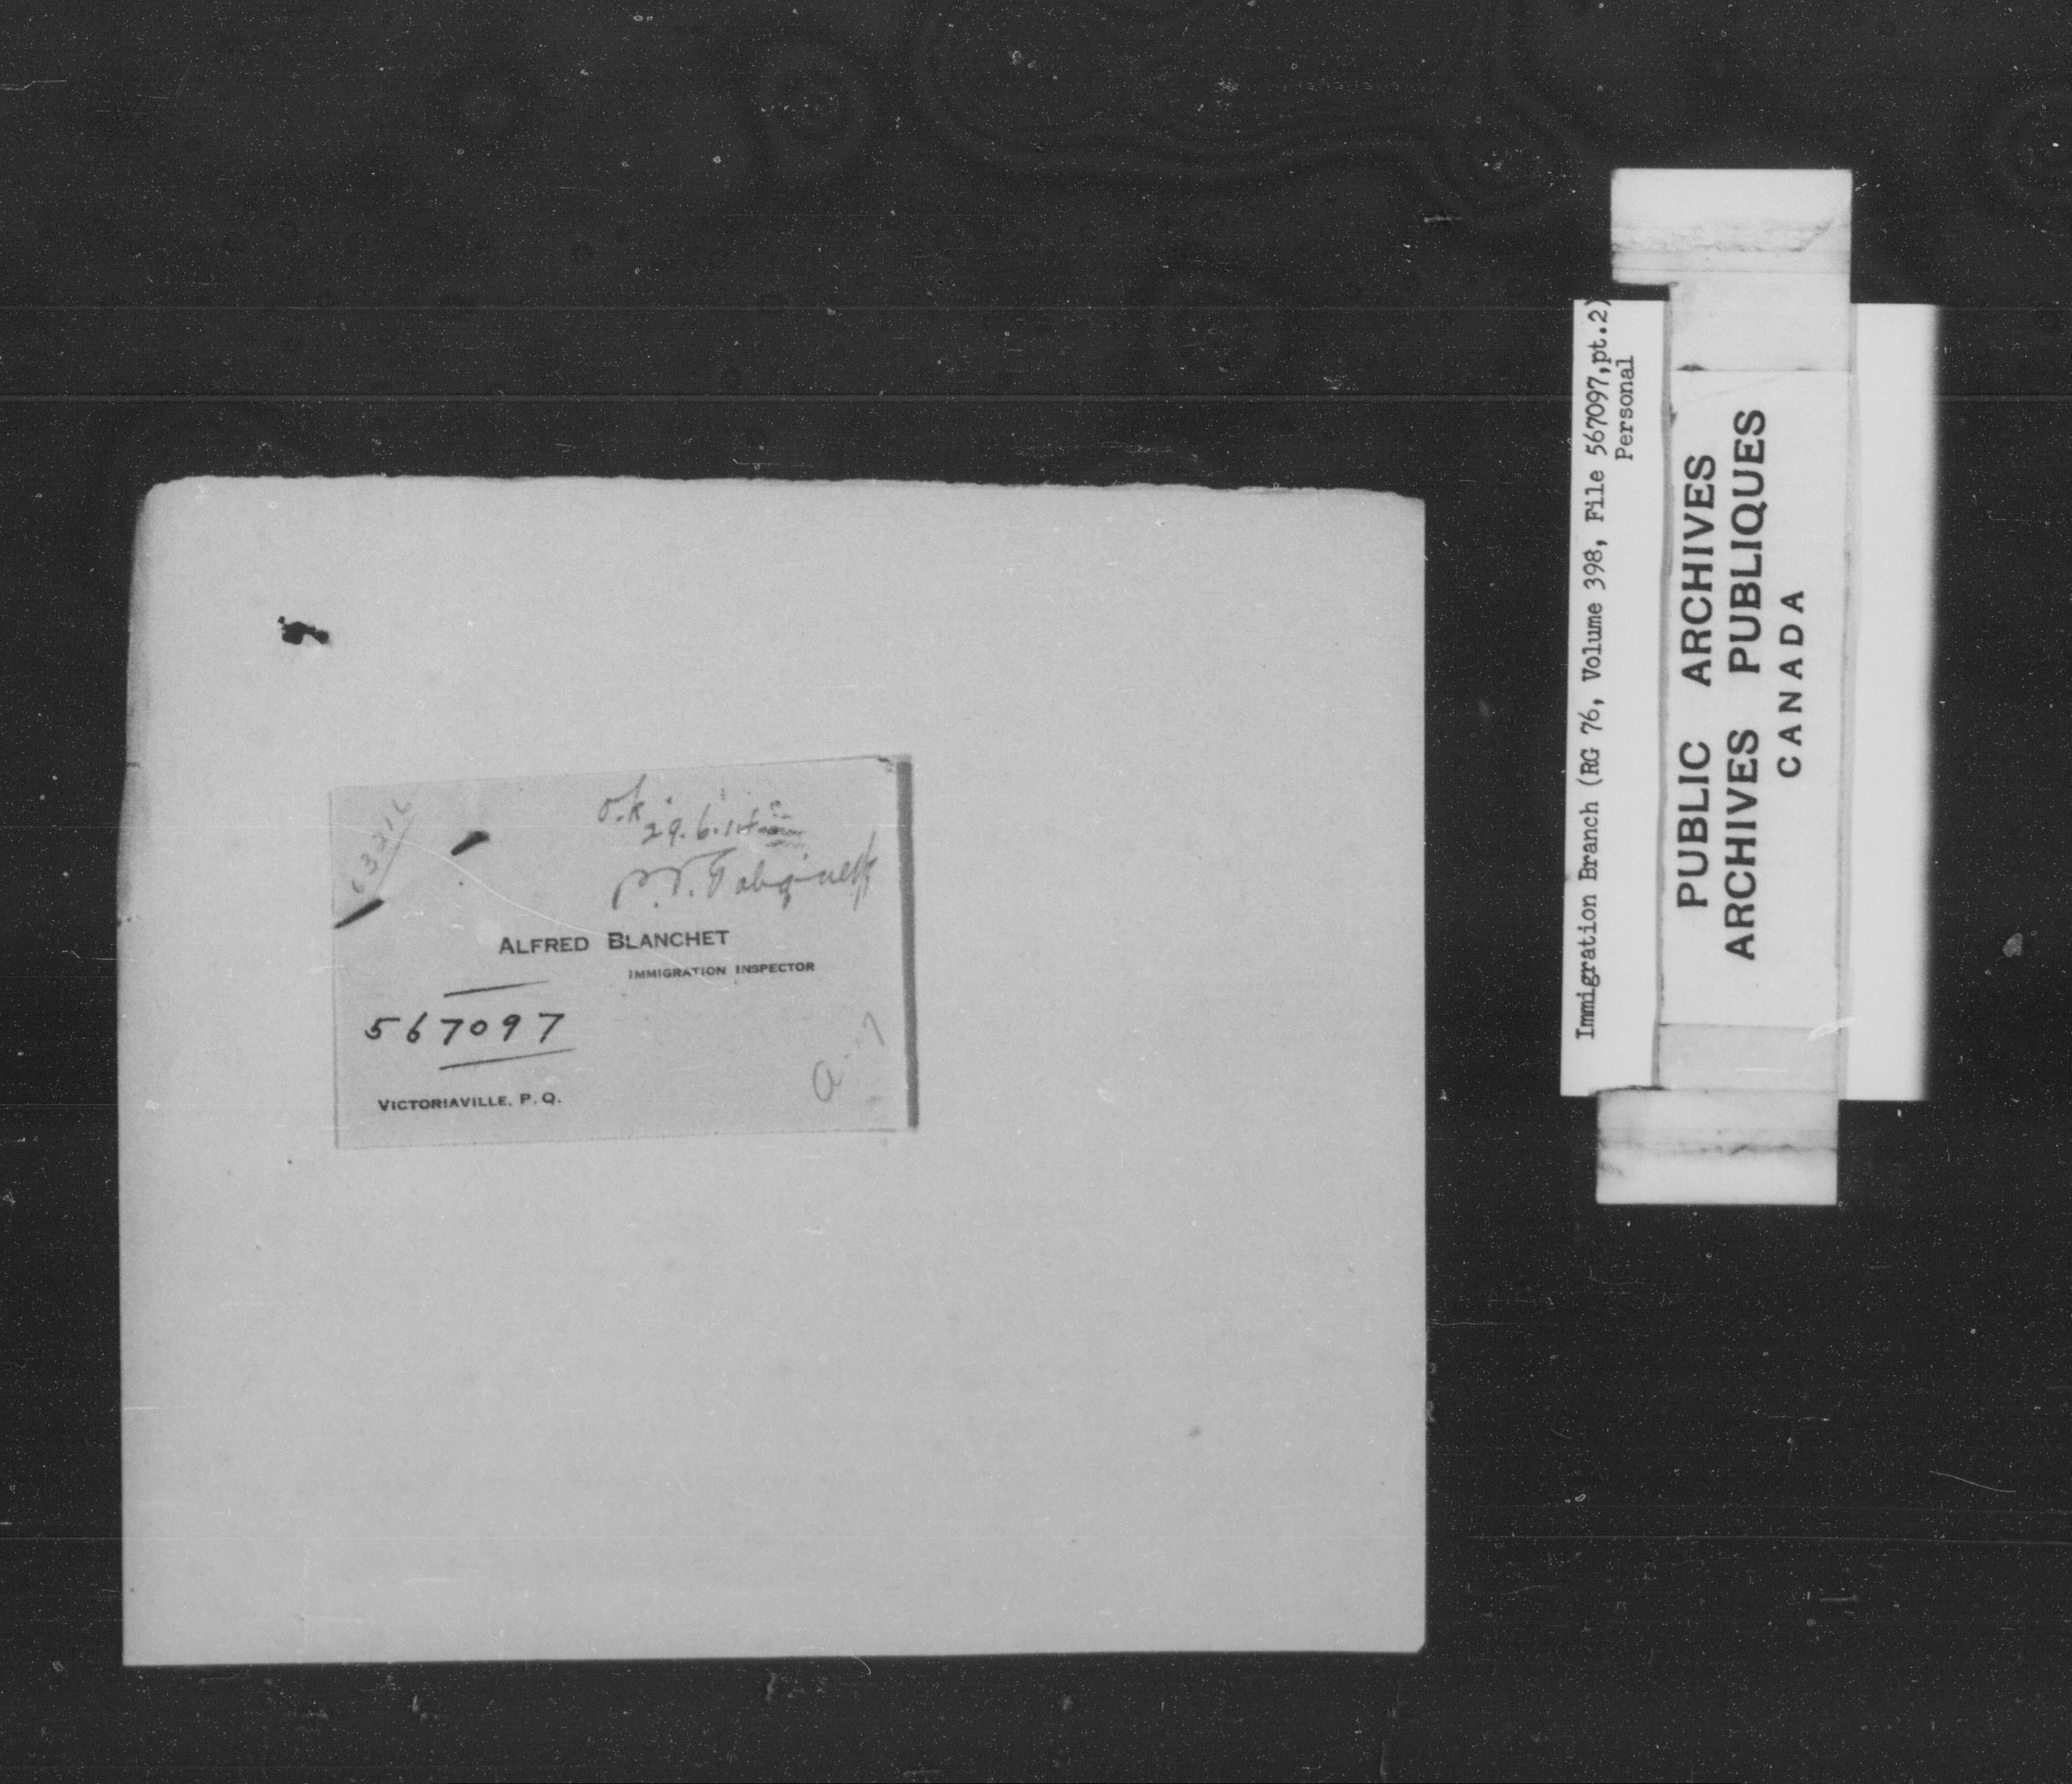 O.K.
29.6.14
ALFRED BLANCHET
IMMIGRATION INSPECTOR
567097
VICTORIAVILLE, P. Q.
Immigration Branch (RG 76, Volume 398, File 567097,pt.2)
Personal
PUBLIC ARCHIVES
ARCHIVES PUBLIQUES
CANADA